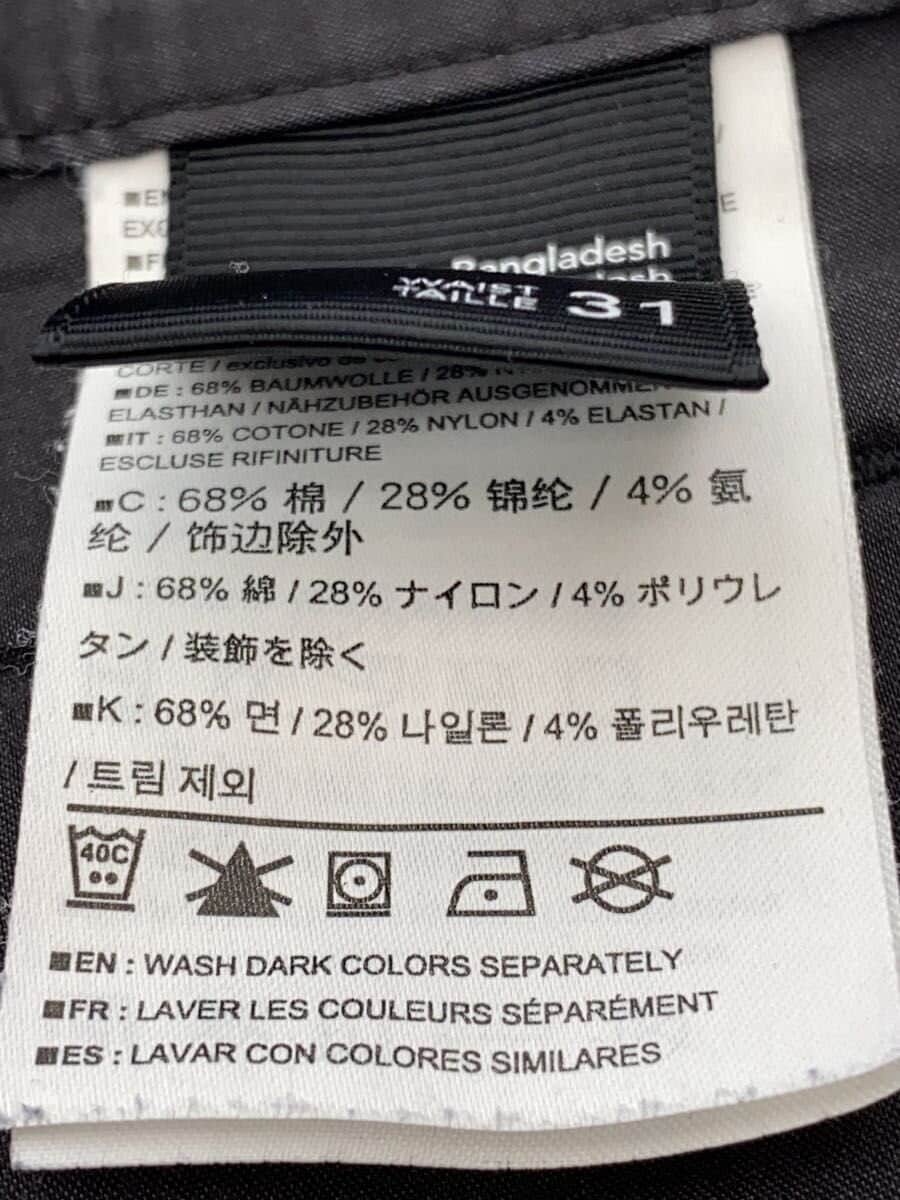 Bangladesh
WAIST
TAILLE 31
CORTE / exclusivo de
■DE : 68% BAUMWOLLE / 28%
ELASTHAN / NÄHZUBEHÖR AUSGENOMMEN
■IT : 68% COTONE / 28% NYLON / 4% ELASTAN /
ESCLUSE RIFINITURE
■C : 68% 棉 / 28% 锦纶 / 4% 氨
纶 / 饰边除外
■J : 68% 綿 / 28% ナイロン / 4% ポリウレ
タン / 装飾を除く
■K : 68% 면 / 28% 나일론 / 4% 폴리우레탄
/ 트림 제외
40C
■EN : WASH DARK COLORS SEPARATELY
■FR : LAVER LES COULEURS SÉPARÉMENT
■ES : LAVAR CON COLORES SIMILARES